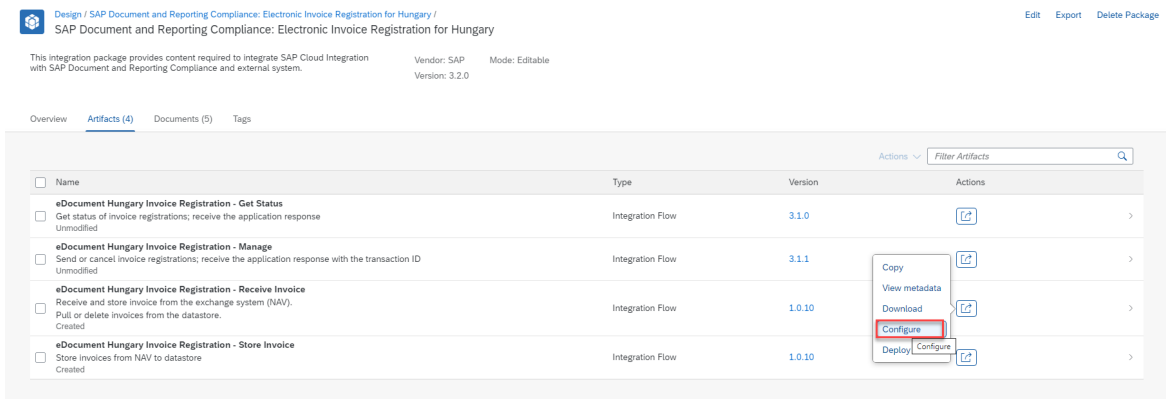 Design / SAP Document and Reporting Compliance: Electronic Invoice Registration for Hungary /
Edit Export Delete Package
SAP Document and Reporting Compliance: Electronic Invoice Registration for Hungary
This integration package provides content required to integrate SAP Cloud Integration
with SAP Document and Reporting Compliance and external system.
Vendor: SAP Mode: Editable
Version: 3.2.0
Overview Artifacts (4) Documents (5) Tags
Actions Filter Artifacts
Name Type Version Actions
eDocument Hungary Invoice Registration - Get Status
Get status of invoice registrations; receive the application response
Unmodified
Integration Flow 3.1.0
eDocument Hungary Invoice Registration - Manage
Send or cancel invoice registrations; receive the application response with the transaction ID
Unmodified
Integration Flow 3.1.1
eDocument Hungary Invoice Registration - Receive Invoice
Receive and store invoice from the exchange system (NAV).
Pull or delete invoices from the datastore.
Created
Integration Flow 1.0.10
eDocument Hungary Invoice Registration - Store Invoice
Store invoices from NAV to datastore
Created
Integration Flow 1.0.10
Copy
View metadata
Download
Configure
Deploy
Configure